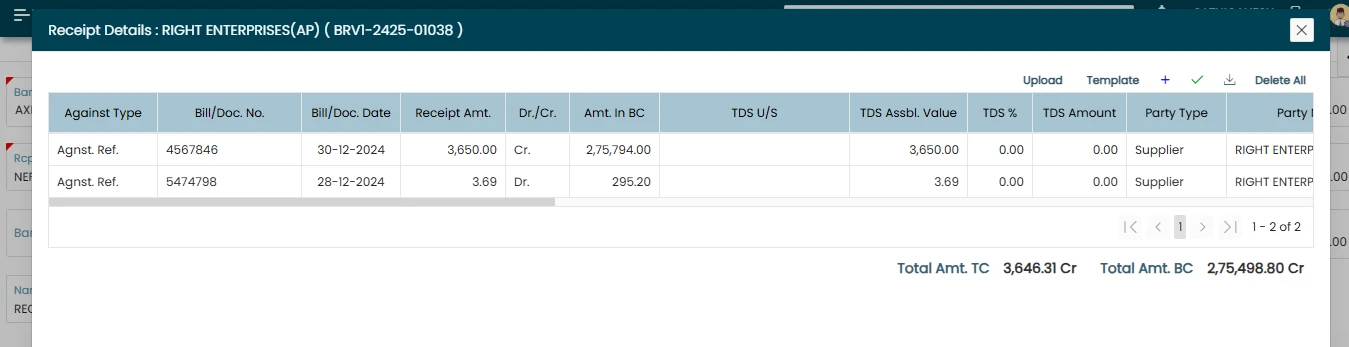 Receipt Details : RIGHT ENTERPRISES(AP) ( BRV1-2425-01038 )
Upload Template + Delete All
Against Type Bill/Doc. No. Bill/Doc. Date Receipt Amt. Dr./Cr. Amt. In BC TDS U/S TDS Assbl. Value TDS % TDS Amount Party Type Party
Agnst. Ref. 4567846 30-12-2024 3,650.00 Cr. 2,75,794.00 3,650.00 0.00 0.00 Supplier RIGHT ENTERP
Agnst. Ref. 5474798 28-12-2024 3.69 Dr. 295.20 3.69 0.00 0.00 Supplier RIGHT ENTERP
1 1 - 2 of 2
Total Amt. TC 3,646.31 Cr Total Amt. BC 2,75,498.80 Cr